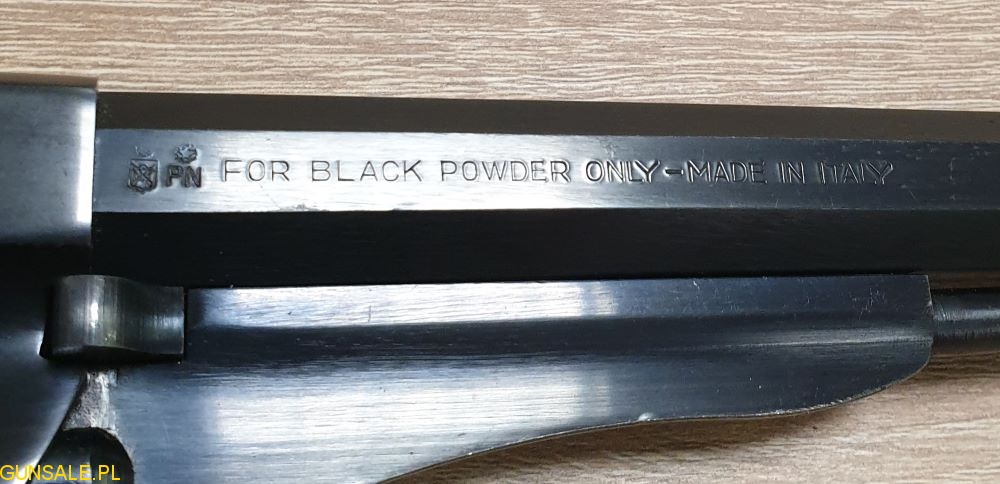 PN FOR BLACK POWDER ONLY-MADE IN ITALY
GUNSALE.PL